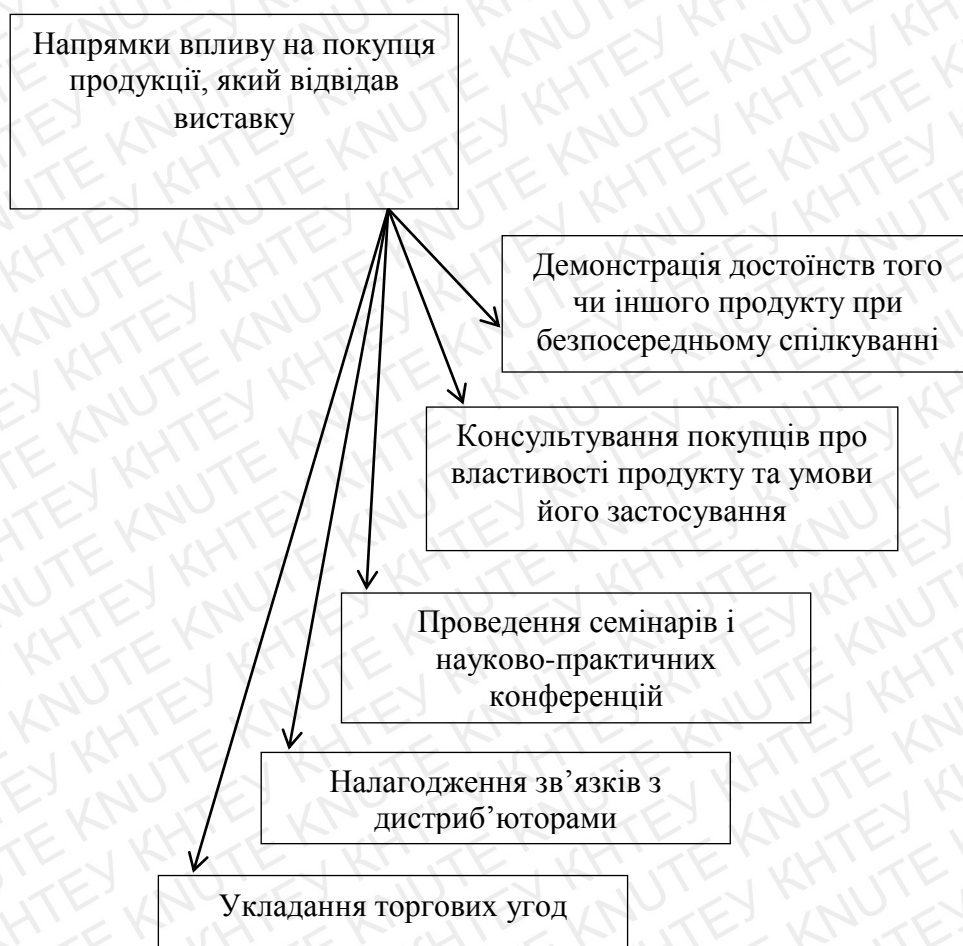 Напрямки впливу на покупця
продукції, який відвідав
виставку
Демонстрація достоїнств того
чи іншого продукту при
безпосередньому спілкуванні
Консультування покупців про
властивості продукту та умови
його застосування
Проведення семінарів і
науково-практичних
конференцій
Налагодження зв’язків з
дистриб’юторами
Укладання торгових угод